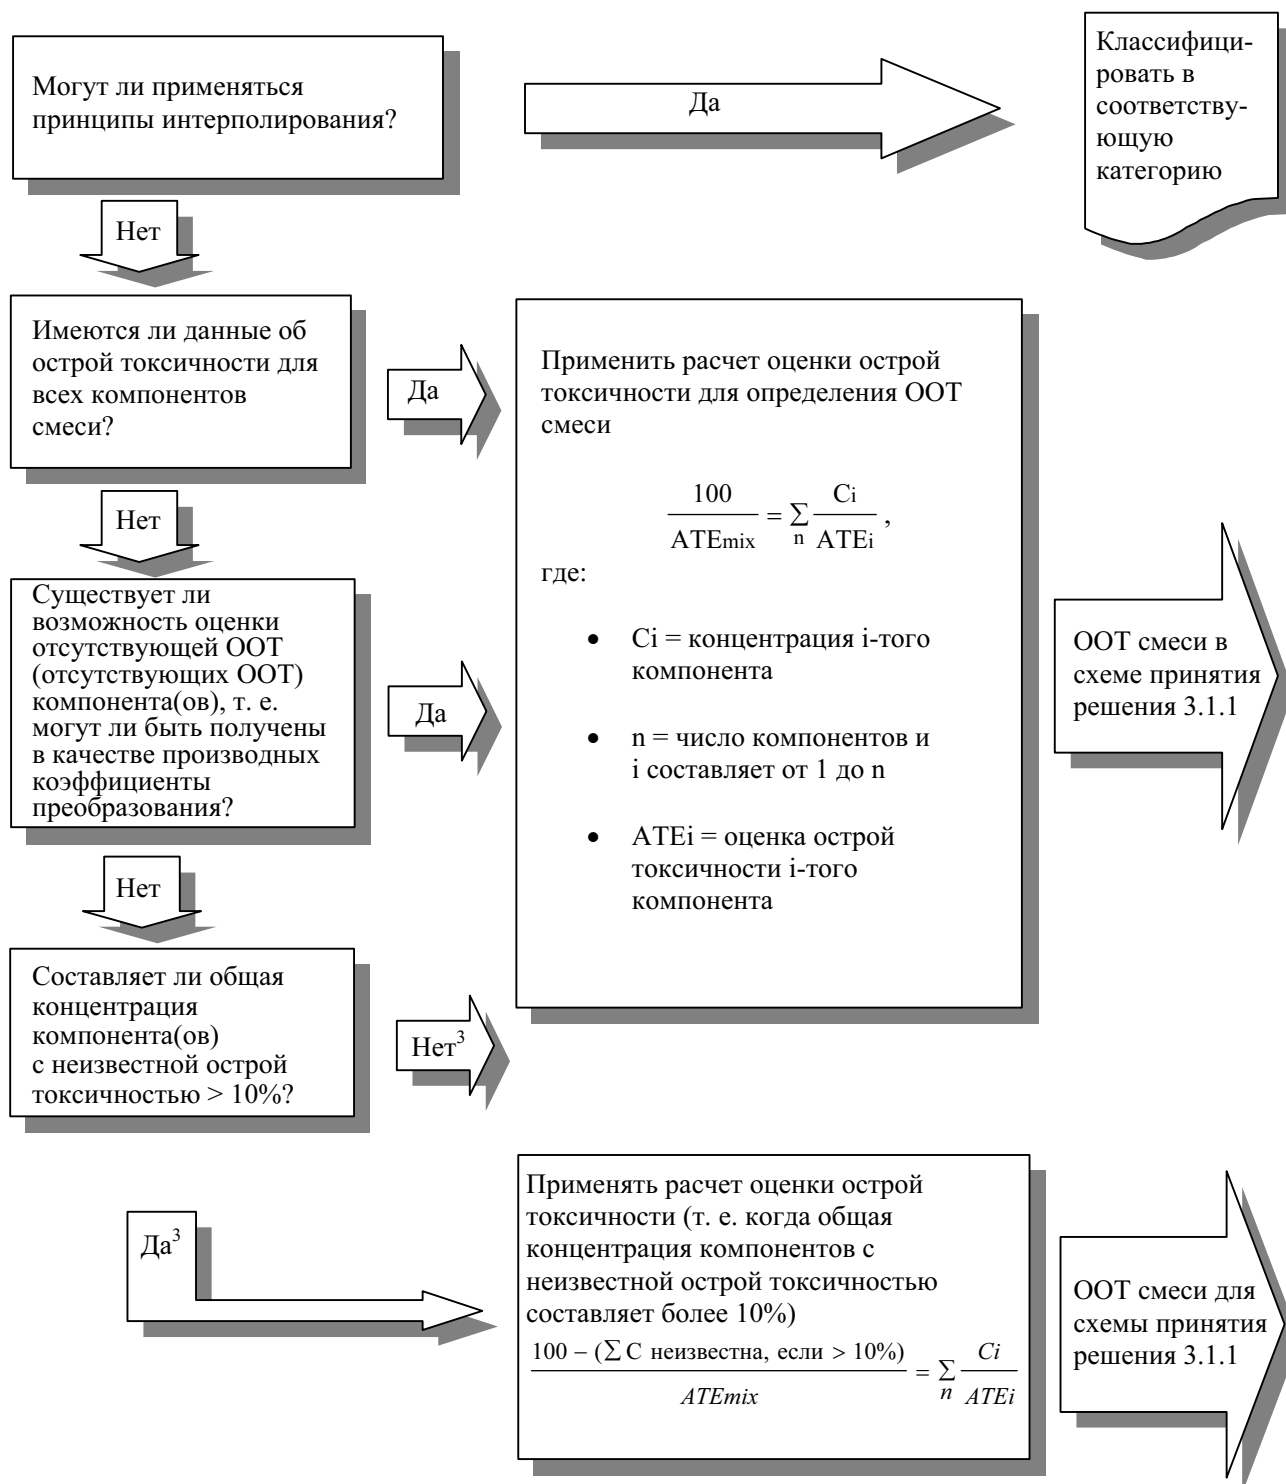 Могут ли применяться
принципы интерполирования?
Да
Классифици-
ровать в
соответству-
ющую
категорию
Нет
Имеются ли данные об
острой токсичности для
всех компонентов
смеси?
Да
Применить расчет оценки острой
токсичности для определения ООТ
смеси
100 / ATEmix = ∑ n Ci / ATEi ,
где:
• Ci = концентрация i-того
компонента
• n = число компонентов и
i составляет от 1 до n
• ATEi = оценка острой
токсичности i-того
компонента
Нет
Существует ли
возможность оценки
отсутствующей ООТ
(отсутствующих ООТ)
компонента(ов), т. е.
могут ли быть получены
в качестве производных
коэффициенты
преобразования?
Да
ООТ смеси в
схеме принятия
решения 3.1.1
Нет
Составляет ли общая
концентрация
компонента(ов)
с неизвестной острой
токсичностью > 10%?
Нет³
Да³
Применять расчет оценки острой
токсичности (т. е. когда общая
концентрация компонентов с
неизвестной острой токсичностью
составляет более 10%)
100 – (∑ C неизвестна, если > 10%) / ATEmix = ∑ n Ci / ATEi
ООТ смеси для
схемы принятия
решения 3.1.1